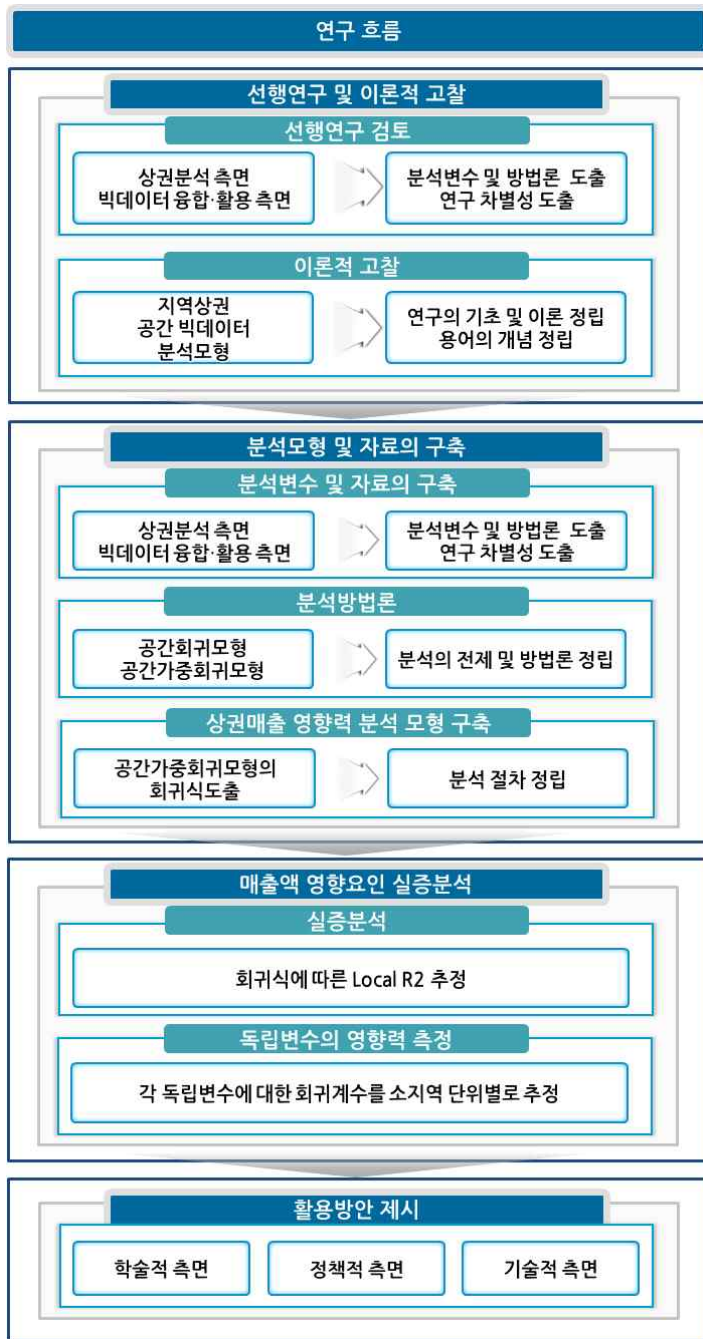 연구 흐름
선행연구 및 이론적 고찰
선행연구 검토
상권분석 측면
빅데이터 융합·활용 측면
분석변수 및 방법론 도출
연구 차별성 도출
이론적 고찰
지역상권
공간 빅데이터
분석모형
연구의 기초 및 이론 정립
용어의 개념 정립
분석모형 및 자료의 구축
분석변수 및 자료의 구축
상권분석 측면
빅데이터 융합·활용 측면
분석변수 및 방법론 도출
연구 차별성 도출
분석방법론
공간회귀모형
공간가중회귀모형
분석의 전제 및 방법론 정립
상권매출 영향력 분석 모형 구축
공간가중회귀모형의
회귀식도출
분석 절차 정립
매출액 영향요인 실증분석
실증분석
회귀식에 따른 Local R2 추정
독립변수의 영향력 측정
각 독립변수에 대한 회귀계수를 소지역 단위별로 추정
활용방안 제시
학술적 측면
정책적 측면
기술적 측면